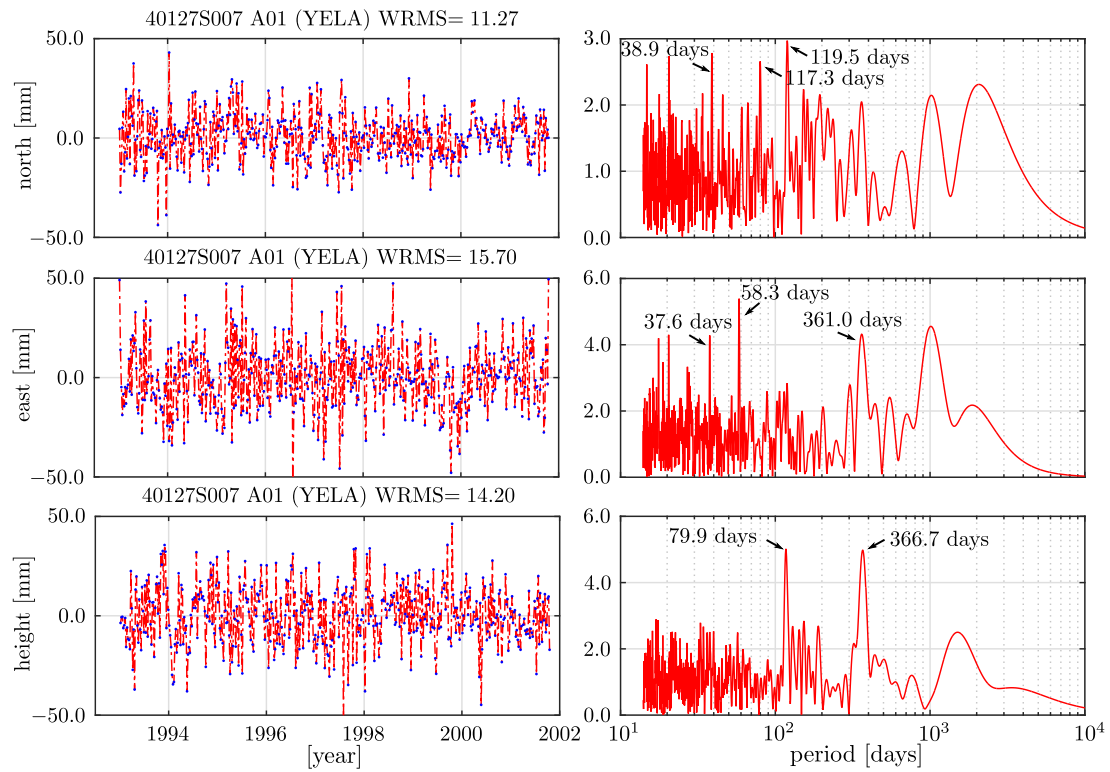 40127S007 A01 (YELA) WRMS= 11.27
north [mm]
50.0
0.0
−50.0
3.0
2.0
1.0
0.0
38.9 days
119.5 days
117.3 days
40127S007 A01 (YELA) WRMS= 15.70
east [mm]
50.0
0.0
−50.0
6.0
4.0
2.0
0.0
37.6 days
58.3 days
361.0 days
40127S007 A01 (YELA) WRMS= 14.20
height [mm]
50.0
0.0
−50.0
1994 1996 1998 2000 2002
[year]
6.0
4.0
2.0
0.0
79.9 days
366.7 days
10^1 10^2 10^3 10^4
period [days]